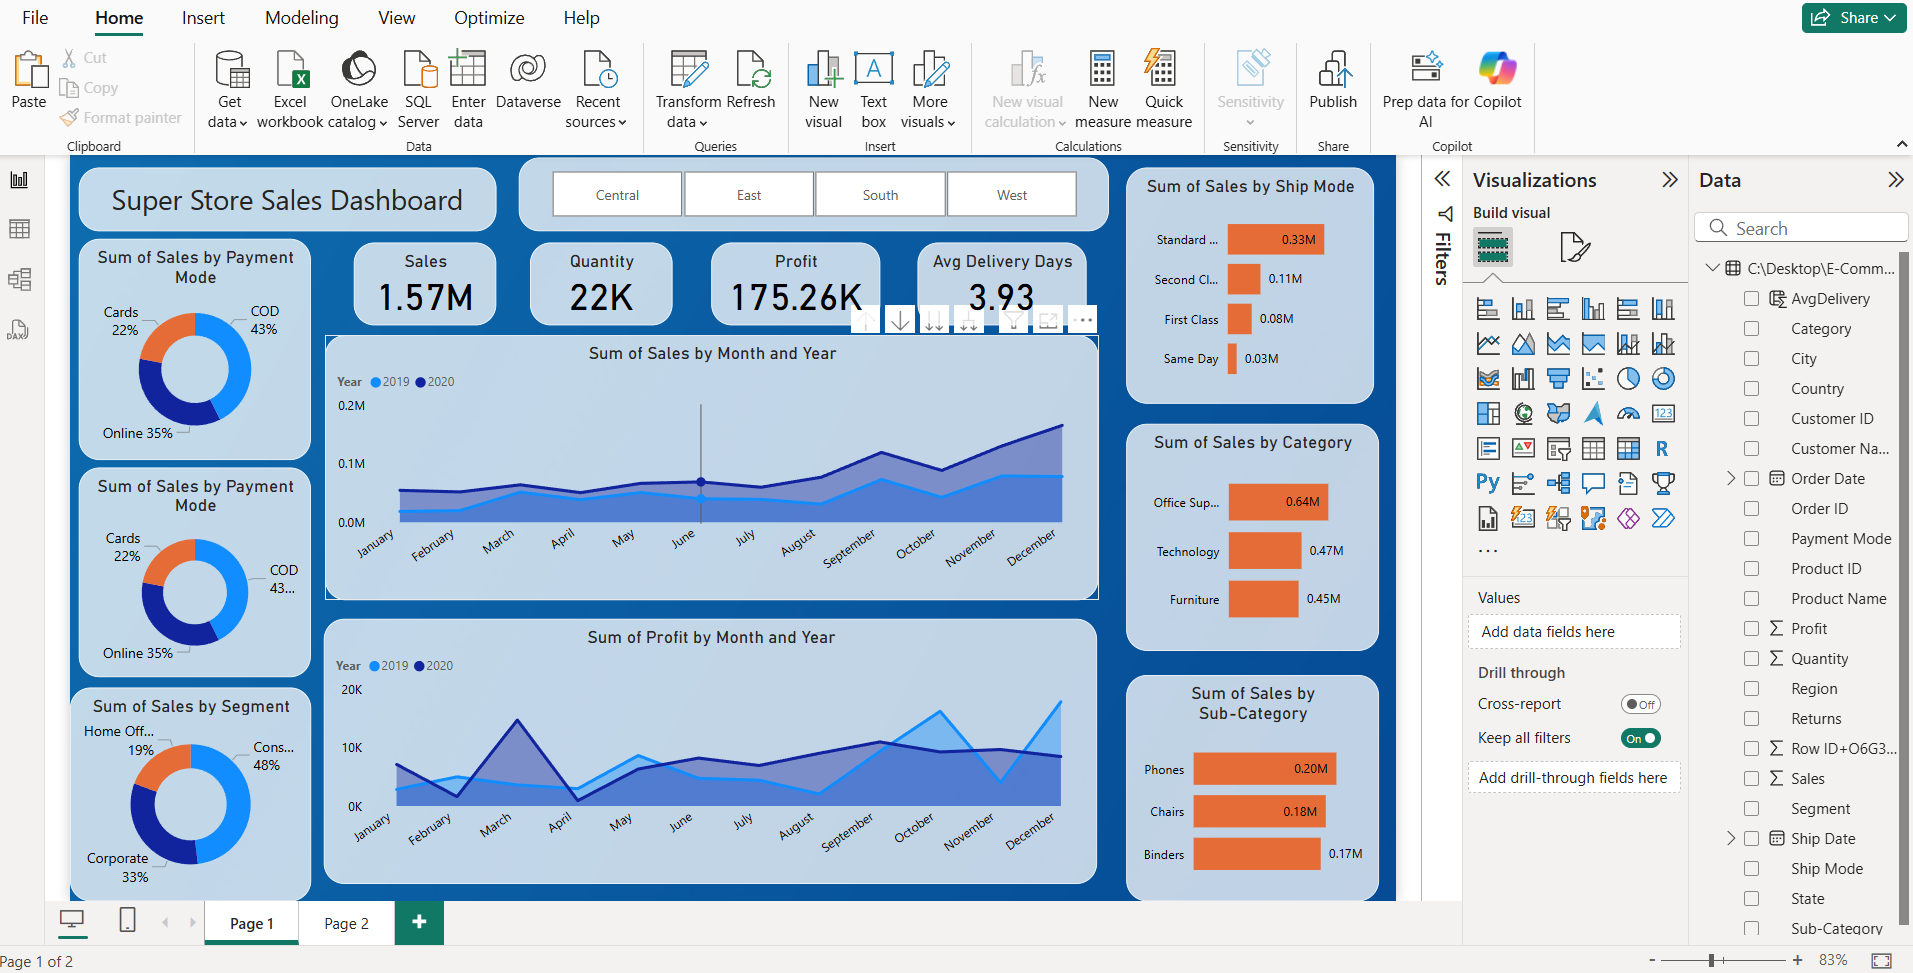 File Home Insert Modeling View Optimize Help
Share
Paste
Cut
Copy
Format painter
Clipboard
Get data
Excel workbook
OneLake catalog
SQL Server
Enter data
Dataverse
Recent sources
Data
Transform data
Refresh
Queries
New visual
Text box
More visuals
Insert
New visual calculation
New measure
Quick measure
Calculations
Sensitivity
Sensitivity
Publish
Share
Prep data for AI
Copilot
Copilot
Super Store Sales Dashboard
Central East South West
Sales
1.57M
Quantity
22K
Profit
175.26K
Avg Delivery Days
3.93
Sum of Sales by Payment
Mode
Cards
22%
COD
43%
Online 35%
Sum of Sales by Payment
Mode
Cards
22%
COD
43...
Online 35%
Sum of Sales by Segment
Home Off...
19%
Cons...
48%
Corporate
33%
Sum of Sales by Month and Year
Year 2019 2020
0.2M
0.1M
0.0M
January February March April May June July August September October November December
Sum of Profit by Month and Year
Year 2019 2020
20K
10K
0K
January February March April May June July August September October November December
Sum of Sales by Ship Mode
Standard ... 0.33M
Second Cl... 0.11M
First Class 0.08M
Same Day 0.03M
Sum of Sales by Category
Office Sup... 0.64M
Technology 0.47M
Furniture 0.45M
Sum of Sales by
Sub-Category
Phones 0.20M
Chairs 0.18M
Binders 0.17M
Filters
Visualizations
Build visual
123
R
Py
123
...
Values
Add data fields here
Drill through
Cross-report Off
Keep all filters On
Add drill-through fields here
Data
Search
C:\Desktop\E-Comm...
AvgDelivery
Category
City
Country
Customer ID
Customer Na...
Order Date
Order ID
Payment Mode
Product ID
Product Name
Profit
Quantity
Region
Returns
Row ID+O6G3...
Sales
Segment
Ship Date
Ship Mode
State
Sub-Category
DAX
Page 1 Page 2 +
Page 1 of 2
- + 83%